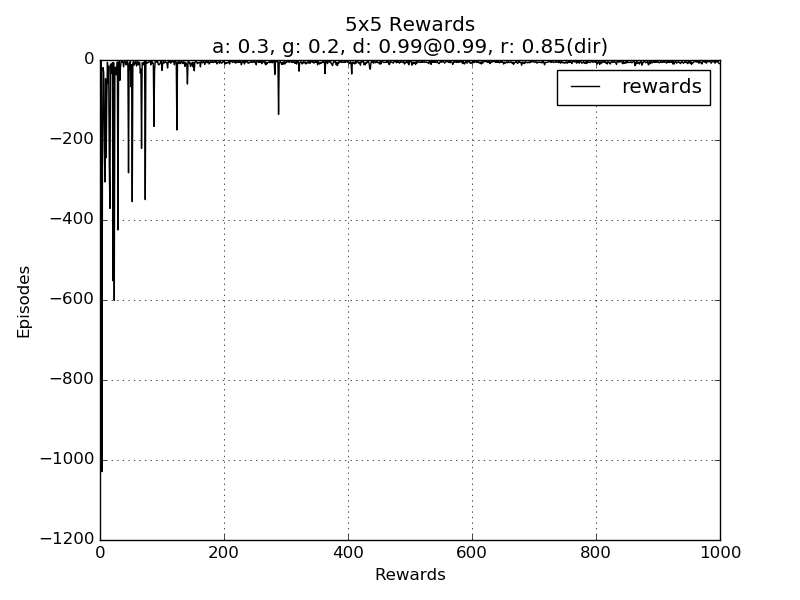 5x5 Rewards
a: 0.3, g: 0.2, d: 0.99@0.99, r: 0.85(dir)
rewards
0
−200
−400
−600
−800
−1000
−1200
Episodes
0 200 400 600 800 1000
Rewards